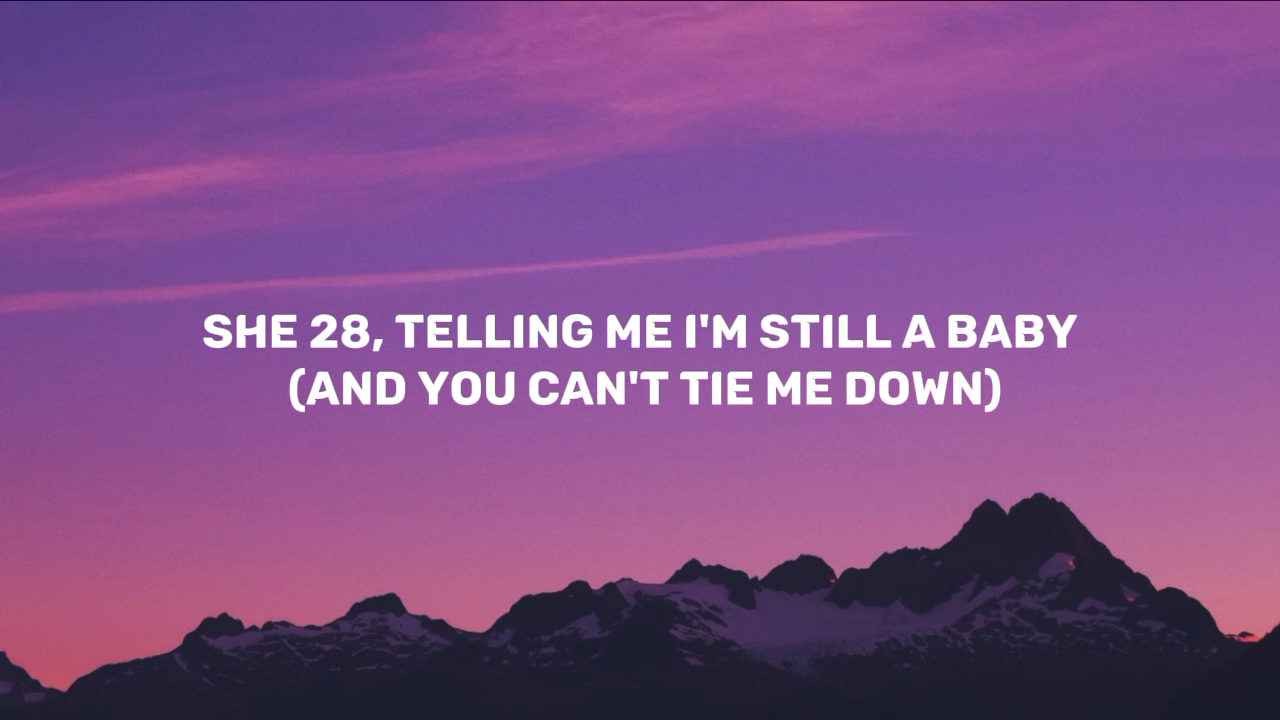 SHE 28, TELLING ME I'M STILL A BABY
(AND YOU CAN'T TIE ME DOWN)